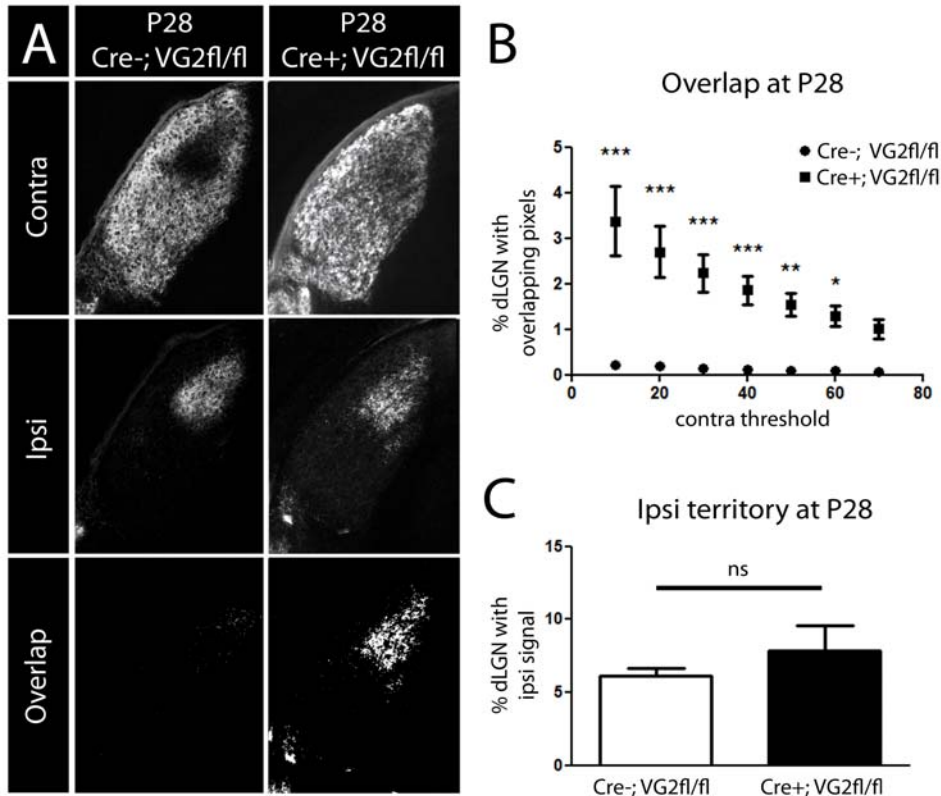 A
P28
Cre-; VG2fl/fl
P28
Cre+; VG2fl/fl
Contra
Ipsi
Overlap
B
Overlap at P28
% dLGN with
overlapping pixels
5
4
3
2
1
0
***
***
***
***
**
*
Cre-; VG2fl/fl
Cre+; VG2fl/fl
0
20
40
60
80
contra threshold
C
Ipsi territory at P28
% dLGN with
ipsi signal
15
10
5
0
ns
Cre-; VG2fl/fl
Cre+; VG2fl/fl